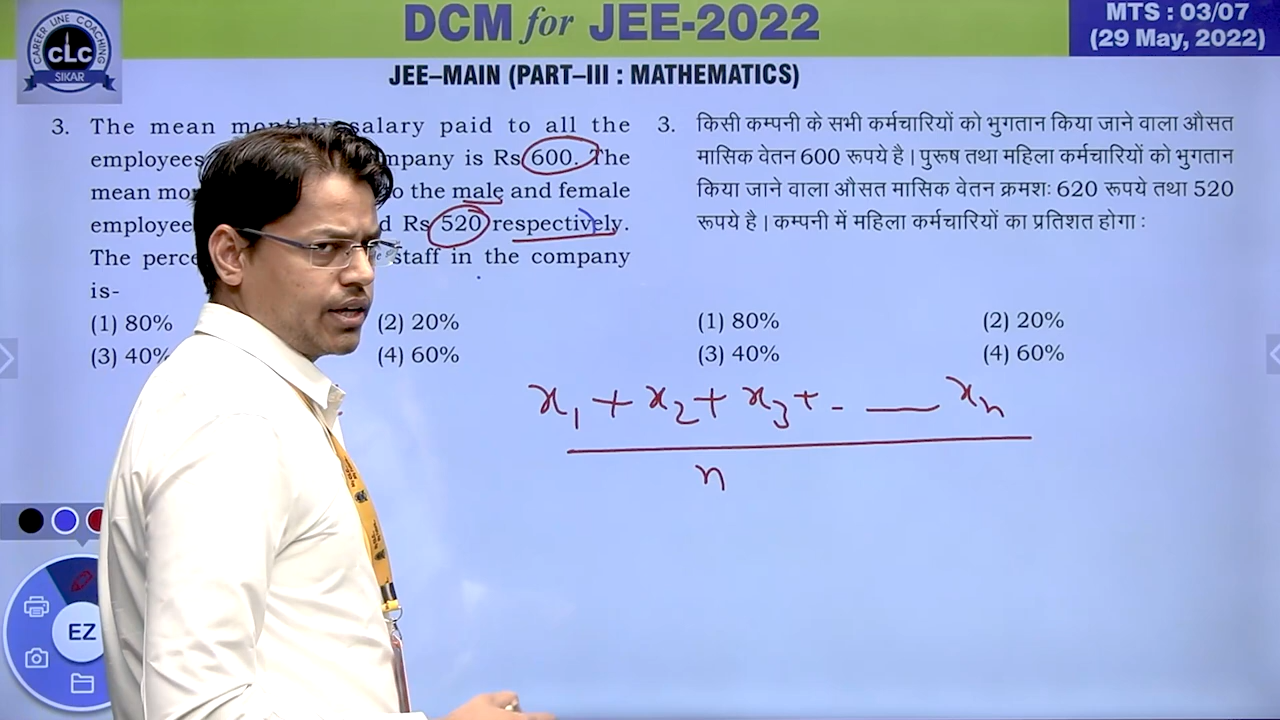 DCM for JEE-2022
MTS : 03/07
(29 May, 2022)
CAREER LINE COACHING
CLC
SIKAR
JEE–MAIN (PART–III : MATHEMATICS)
3. The mean salary paid to all the
employees is Rs 600. The
mean to the male and female
Rs 520 respectively.
The staff in the company
is-
(1) 80% (2) 20%
(3) 40% (4) 60%
3. किसी कम्पनी के सभी कर्मचारियों को भुगतान किया जाने वाला औसत
मासिक वेतन 600 रूपये है। पुरूष तथा महिला कर्मचारियों को भुगतान
किया जाने वाला औसत मासिक वेतन क्रमशः 620 रूपये तथा 520
रूपये है। कम्पनी में महिला कर्मचारियों का प्रतिशत होगा :
(1) 80% (2) 20%
(3) 40% (4) 60%
x₁ + x₂ + x₃ + - — xₙ
n
EZ